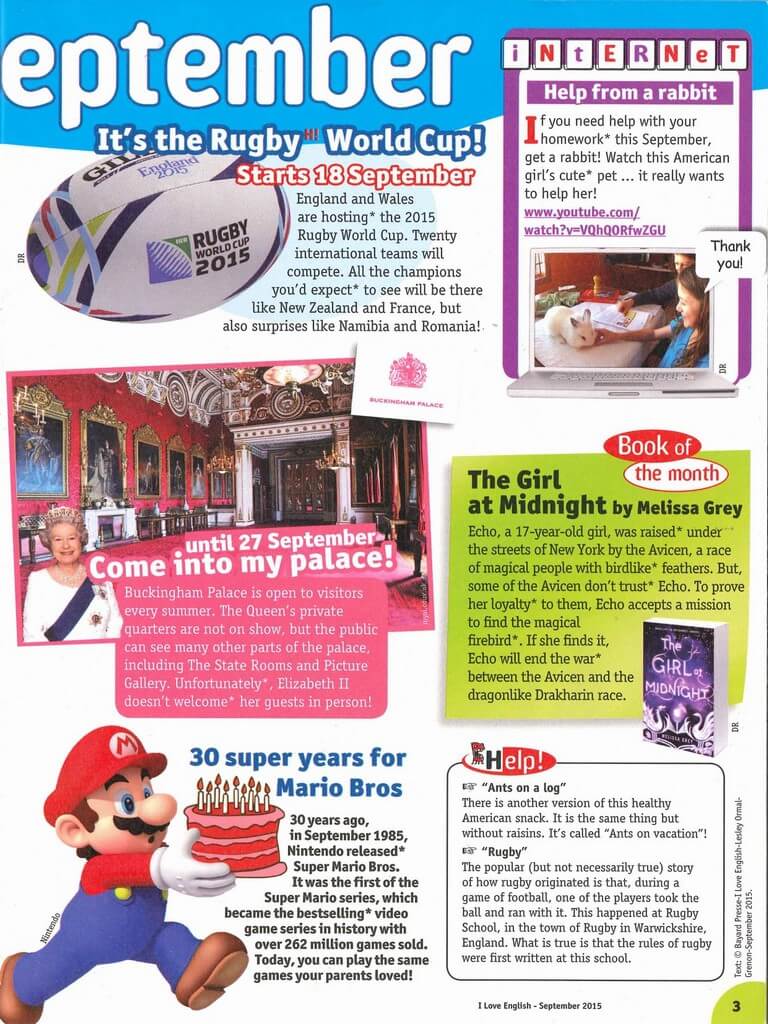 eptember
It's the Rugby H! World Cup!
Starts 18 September
GIL
England
2015
RUGBY
WORLD CUP
2015
DR
England and Wales
are hosting* the 2015
Rugby World Cup. Twenty
international teams will
compete. All the champions
you'd expect* to see will be there
like New Zealand and France, but
also surprises like Namibia and Romania!
iNtERNeT
Help from a rabbit
If you need help with your
homework* this September,
get a rabbit! Watch this American
girl's cute* pet ... it really wants
to help her!
www.youtube.com/
watch?v=VQhQORfwZGU
Thank
you!
DR
BUCKINGHAM PALACE
until 27 September
Come into my palace!
Buckingham Palace is open to visitors
every summer. The Queen's private
quarters are not on show, but the public
can see many other parts of the palace,
including The State Rooms and Picture
Gallery. Unfortunately*, Elizabeth II
doesn't welcome* her guests in person!
Book of
the month
The Girl
at Midnight by Melissa Grey
Echo, a 17-year-old girl, was raised* under
the streets of New York by the Avicen, a race
of magical people with birdlike* feathers. But,
some of the Avicen don't trust* Echo. To prove
her loyalty* to them, Echo accepts a mission
to find the magical
firebird*. If she finds it,
Echo will end the war*
between the Avicen and the
dragonlike Drakharin race.
The
GIRL at
MIDNIGHT
MELISSA GREY
DR
30 super years for
Mario Bros
M
30 years ago,
in September 1985,
Nintendo released*
Super Mario Bros.
It was the first of the
Super Mario series, which
became the bestselling* video
game series in history with
over 262 million games sold.
Today, you can play the same
games your parents loved!
Nintendo
Help!
☞ "Ants on a log"
There is another version of this healthy
American snack. It is the same thing but
without raisins. It's called "Ants on vacation"!
☞ "Rugby"
The popular (but not necessarily true) story
of how rugby originated is that, during a
game of football, one of the players took the
ball and ran with it. This happened at Rugby
School, in the town of Rugby in Warwickshire,
England. What is true is that the rules of rugby
were first written at this school.
Text: © Bayard Presse-I Love English-Lesley Ormal-
Grenon-September 2015.
I Love English - September 2015
3